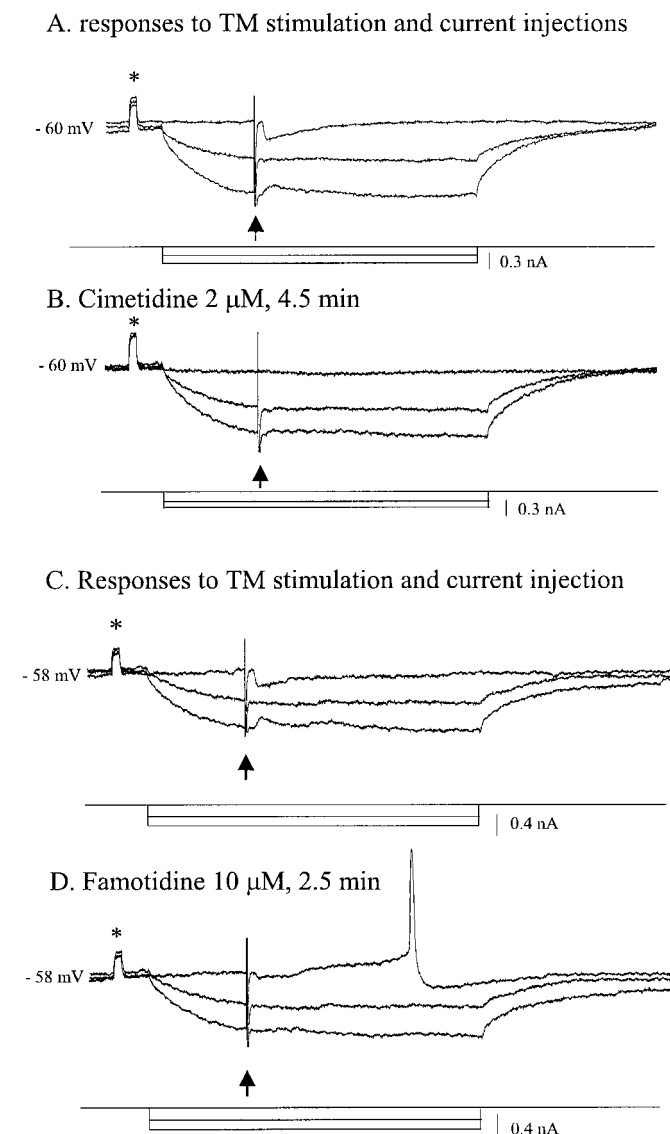 A. responses to TM stimulation and current injections
*
- 60 mV
0.3 nA
B. Cimetidine 2 μM, 4.5 min
*
- 60 mV
0.3 nA
C. Responses to TM stimulation and current injection
*
- 58 mV
0.4 nA
D. Famotidine 10 μM, 2.5 min
*
- 58 mV
0.4 nA